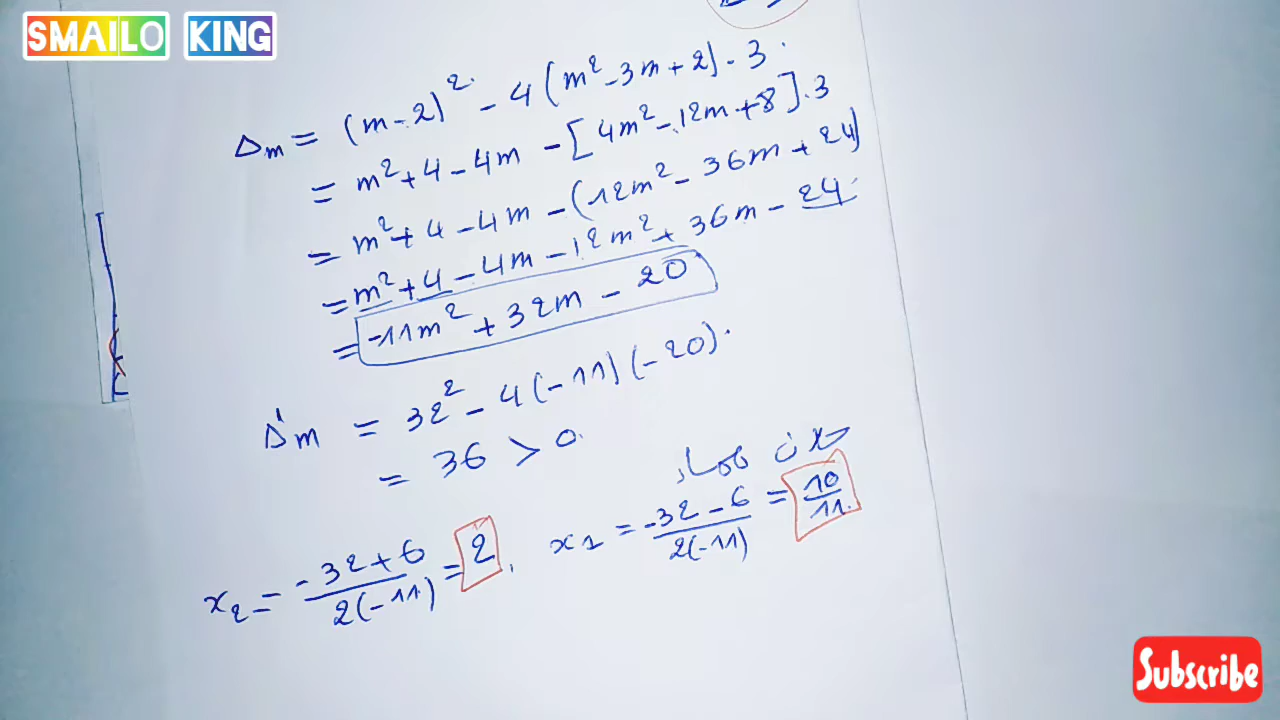 SMAILO KING
Δm = (m-2)² - 4(m²-3m+2) · 3
= m²+4-4m-[4m²-12m+8].3
= m²+4-4m-(12m²-36m+24)
= m²+4-4m-12m²+36m-24
= -11m²+32m-20
Δ'm = 32²-4(-11)(-20).
= 36 > 0
x₁ = -32-6/2(-11) = 10/11
x₂ = -32+6/2(-11) = 2,
Subscribe